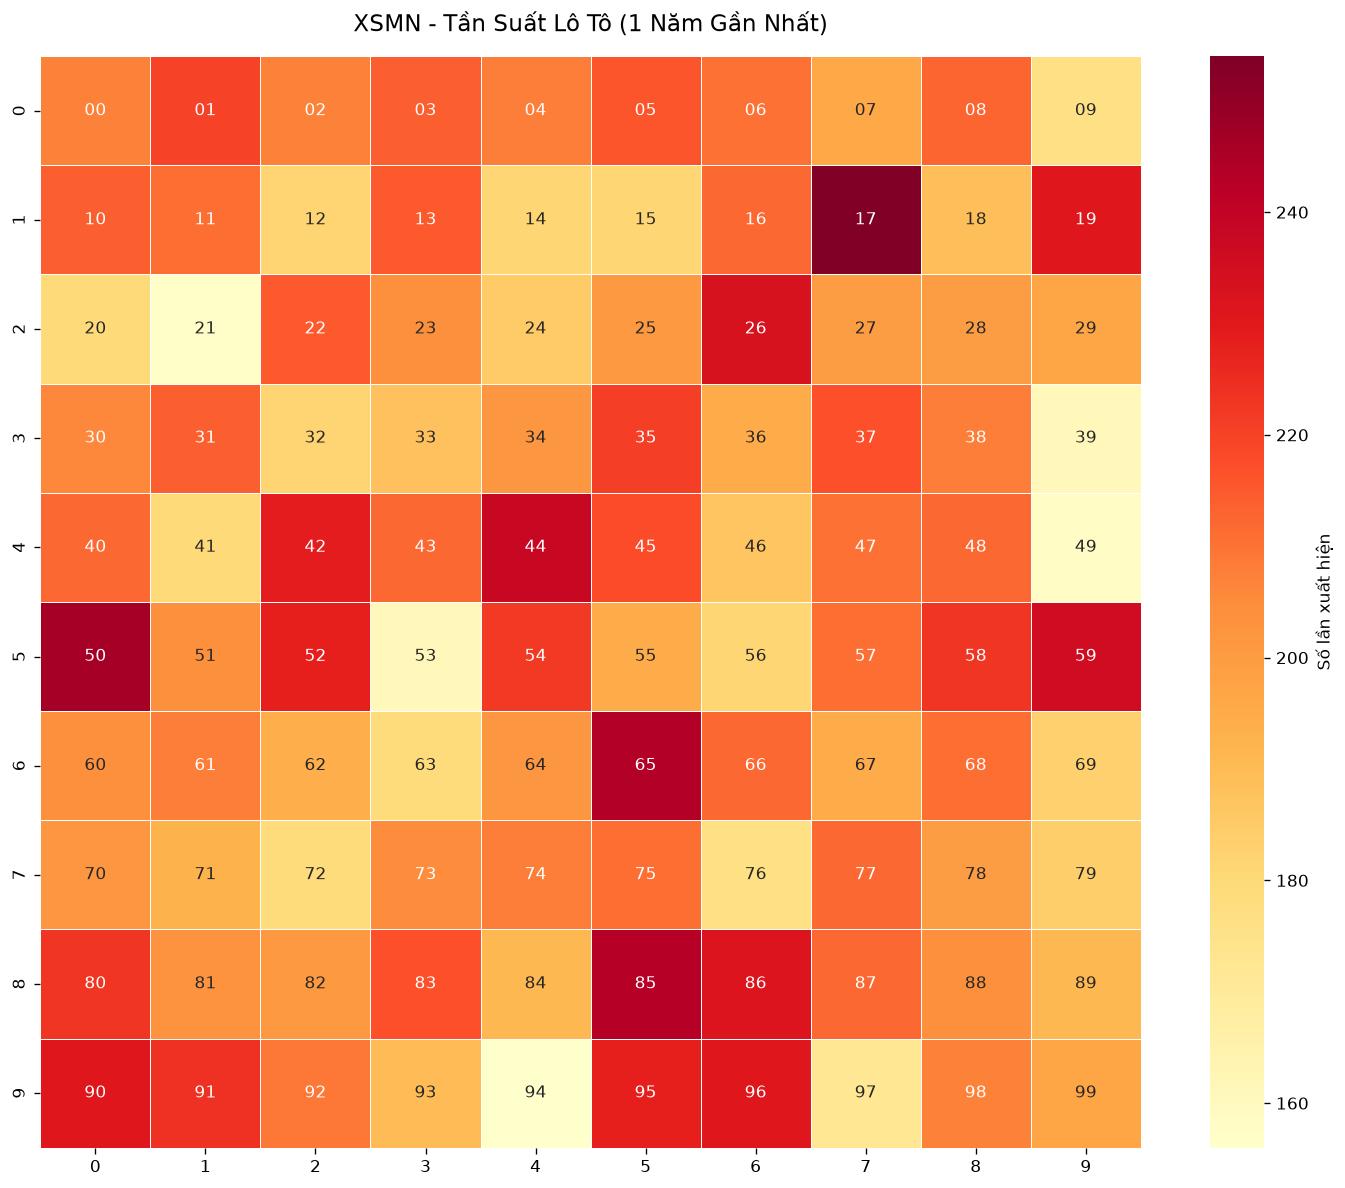 XSMN - Tần Suất Lô Tô (1 Năm Gần Nhất)
0 00 01 02 03 04 05 06 07 08 09
1 10 11 12 13 14 15 16 17 18 19
2 20 21 22 23 24 25 26 27 28 29
3 30 31 32 33 34 35 36 37 38 39
4 40 41 42 43 44 45 46 47 48 49
5 50 51 52 53 54 55 56 57 58 59
6 60 61 62 63 64 65 66 67 68 69
7 70 71 72 73 74 75 76 77 78 79
8 80 81 82 83 84 85 86 87 88 89
9 90 91 92 93 94 95 96 97 98 99
0 1 2 3 4 5 6 7 8 9
240
220
200
180
160
Số lần xuất hiện